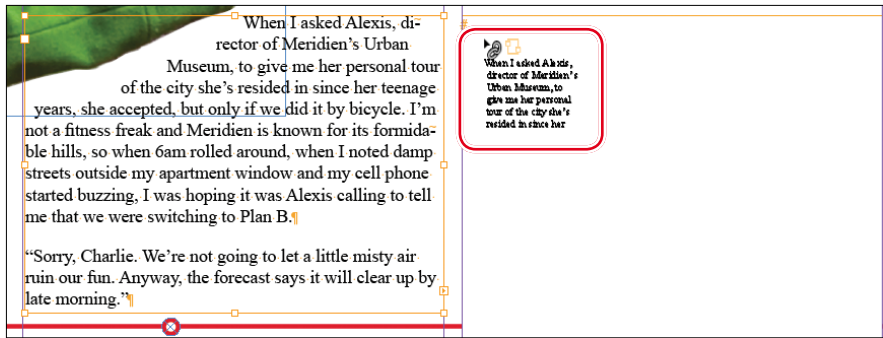 When I asked Alexis, di-
rector of Meridien’s Urban
Museum, to give me her personal tour
of the city she’s resided in since her teenage
years, she accepted, but only if we did it by bicycle. I’m
not a fitness freak and Meridien is known for its formida-
ble hills, so when 6am rolled around, when I noted damp
streets outside my apartment window and my cell phone
started buzzing, I was hoping it was Alexis calling to tell
me that we were switching to Plan B.¶
“Sorry, Charlie. We’re not going to let a little misty air
ruin our fun. Anyway, the forecast says it will clear up by
late morning.”¶
#
When I asked Alexis,
director of Meridien’s
Urban Museum, to
give me her personal
tour of the city she’s
resided in since her